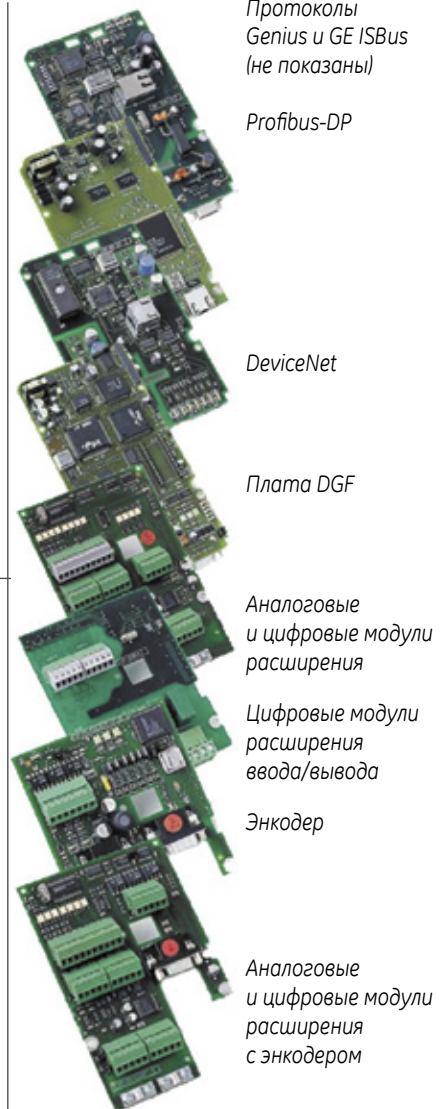 Протоколы
Genius и GE ISBus
(не показаны)
Profibus-DP
DeviceNet
Плата DGF
Аналоговые
и цифровые модули
расширения
Цифровые модули
расширения
ввода/вывода
Энкодер
Аналоговые
и цифровые модули
расширения
с энкодером